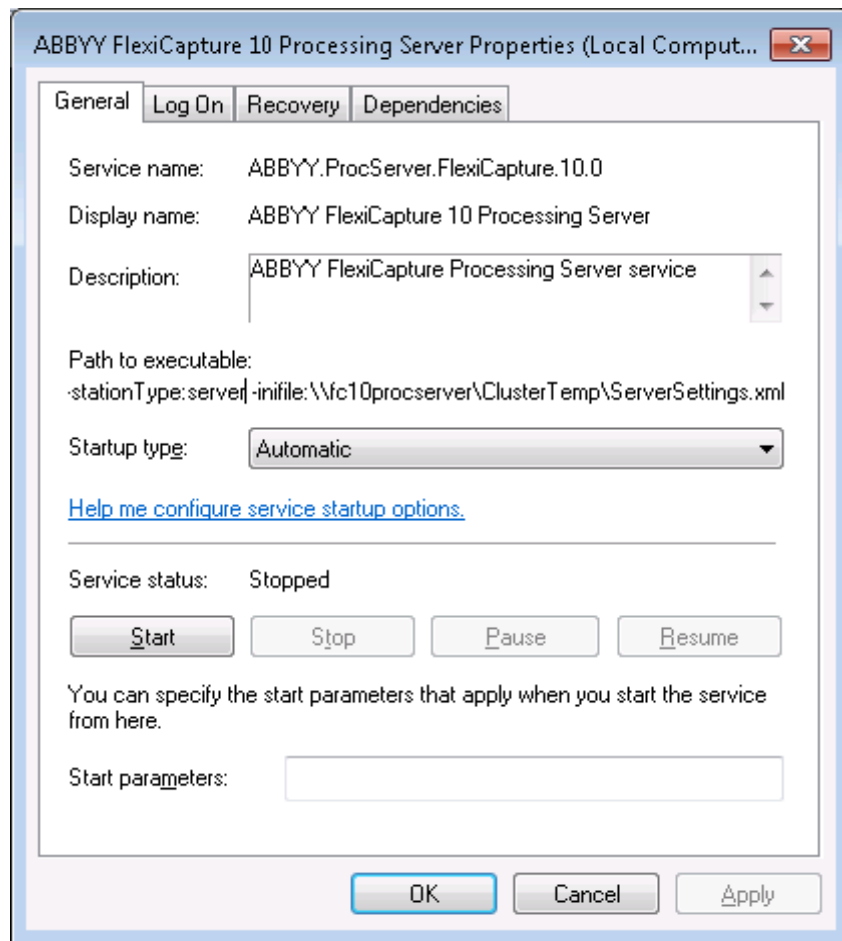 ABBYY FlexiCapture 10 Processing Server Properties (Local Comput...
General Log On Recovery Dependencies
Service name: ABBYY.ProcServer.FlexiCapture.10.0
Display name: ABBYY FlexiCapture 10 Processing Server
Description: ABBYY FlexiCapture Processing Server service
Path to executable:
-stationType:server -inifile:\\fc10procserver\ClusterTemp\ServerSettings.xml
Startup type: Automatic
Help me configure service startup options.
Service status: Stopped
Start Stop Pause Resume
You can specify the start parameters that apply when you start the service
from here.
Start parameters:
OK Cancel Apply